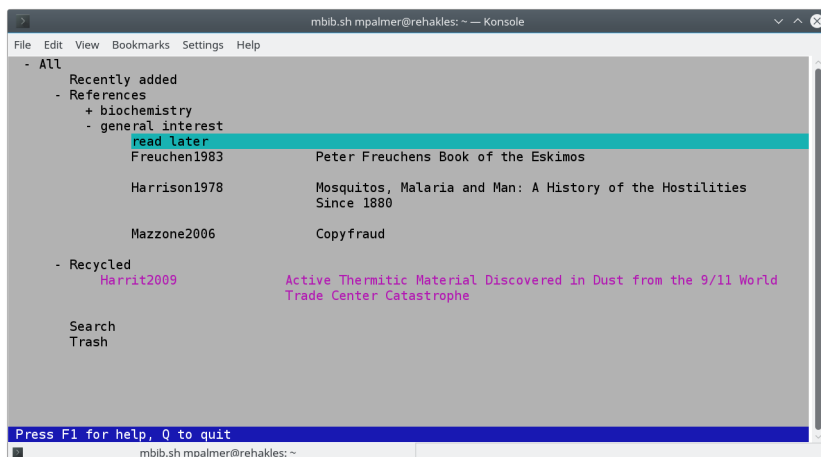 mbib.sh mpalmer@rehakles: ~ — Konsole
File Edit View Bookmarks Settings Help
- All
Recently added
- References
+ biochemistry
- general interest
read later
Freuchen1983 Peter Freuchens Book of the Eskimos
Harrison1978 Mosquitos, Malaria and Man: A History of the Hostilities
Since 1880
Mazzone2006 Copyfraud
- Recycled
Harrit2009 Active Thermitic Material Discovered in Dust from the 9/11 World
Trade Center Catastrophe
Search
Trash
Press F1 for help, Q to quit
mbib.sh mpalmer@rehakles: ~